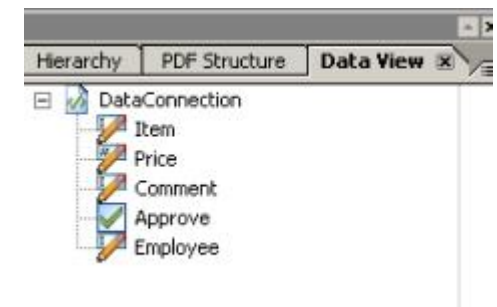 Hierarchy PDF Structure Data View
DataConnection
Item
Price
Comment
Approve
Employee